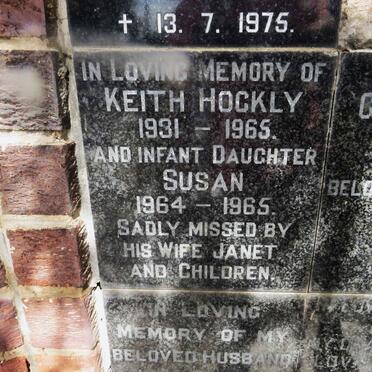 ✝ 13. 7. 1975.
IN LOVING MEMORY OF
KEITH HOCKLY
1931 – 1965.
AND INFANT DAUGHTER
SUSAN
1964 – 1965.
SADLY MISSED BY
HIS WIFE JANET
AND CHILDREN.
IN LOVING
MEMORY OF MY
BELOVED HUSBAND